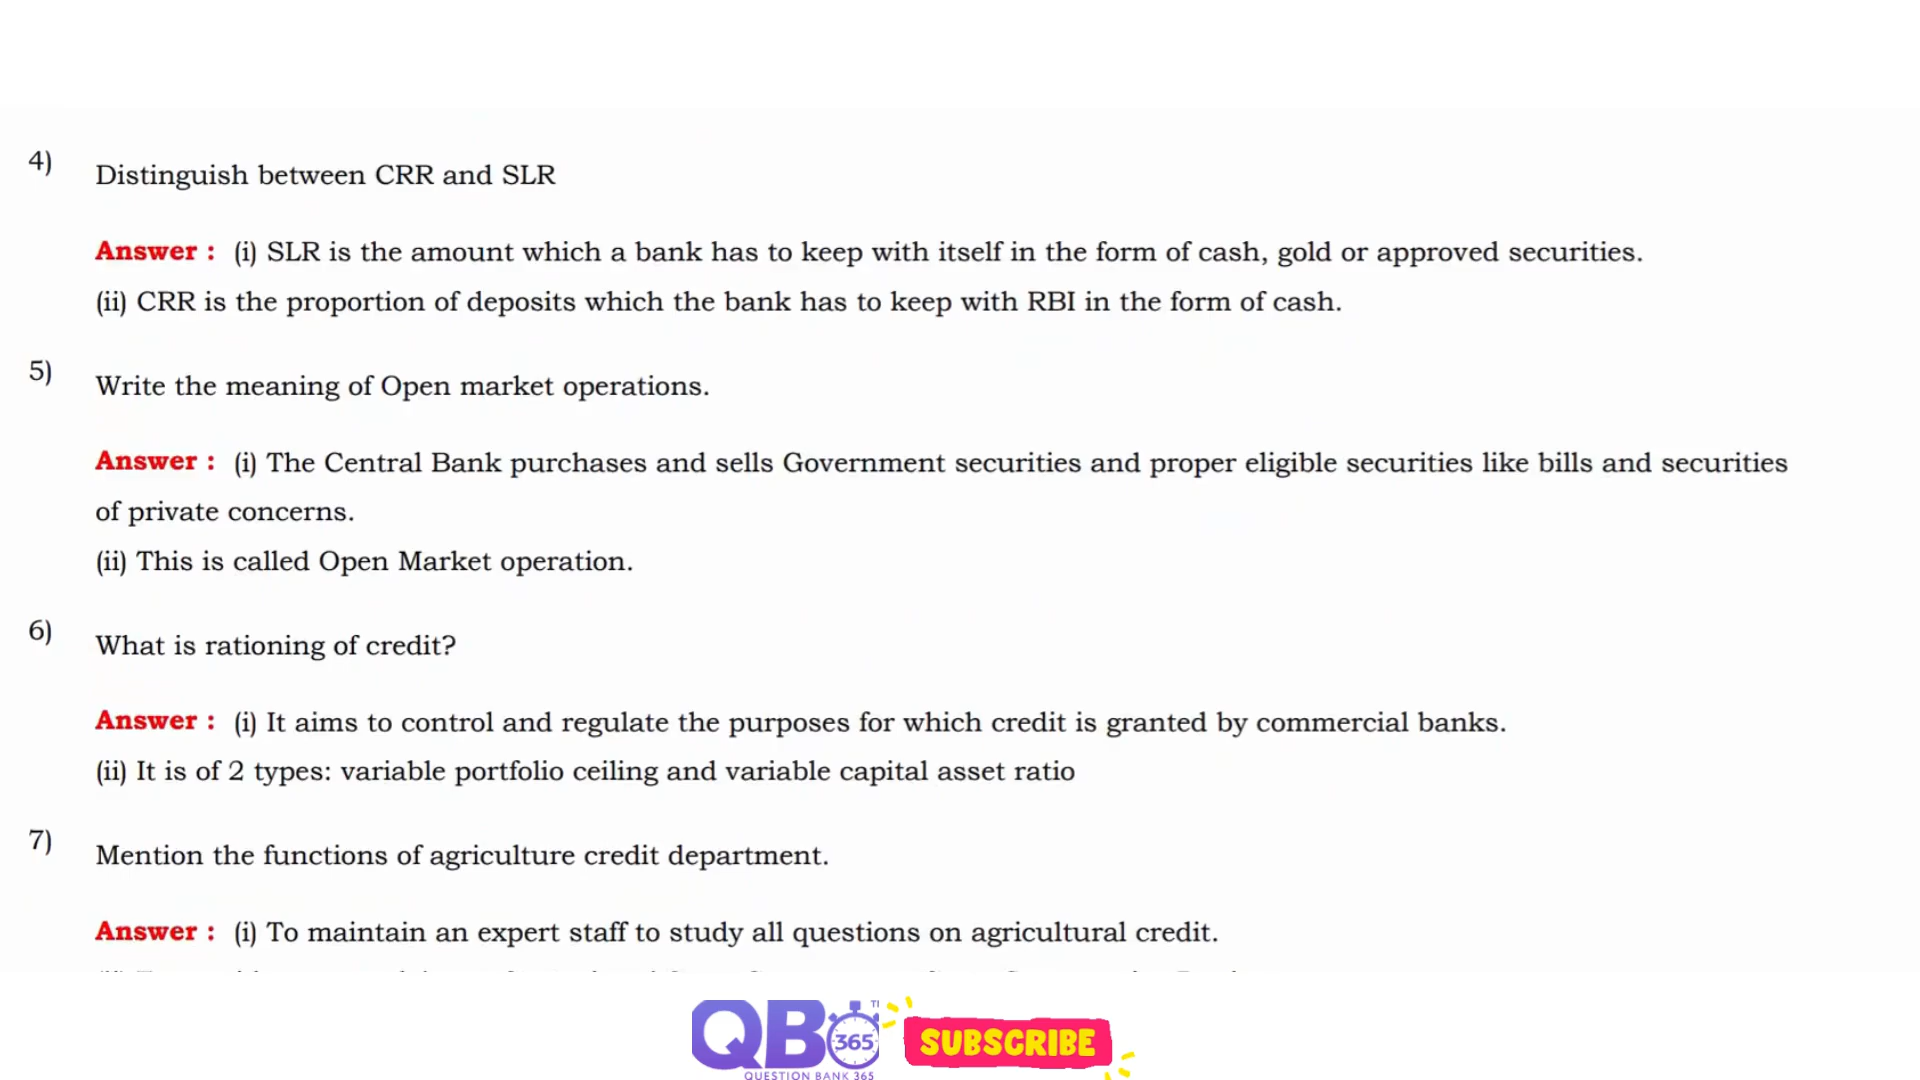 4)
Distinguish between CRR and SLR
Answer : (i) SLR is the amount which a bank has to keep with itself in the form of cash, gold or approved securities.
(ii) CRR is the proportion of deposits which the bank has to keep with RBI in the form of cash.
5)
Write the meaning of Open market operations.
Answer : (i) The Central Bank purchases and sells Government securities and proper eligible securities like bills and securities
of private concerns.
(ii) This is called Open Market operation.
6)
What is rationing of credit?
Answer : (i) It aims to control and regulate the purposes for which credit is granted by commercial banks.
(ii) It is of 2 types: variable portfolio ceiling and variable capital asset ratio
7)
Mention the functions of agriculture credit department.
Answer : (i) To maintain an expert staff to study all questions on agricultural credit.
QB
365
QUESTION BANK 365
SUBSCRIBE